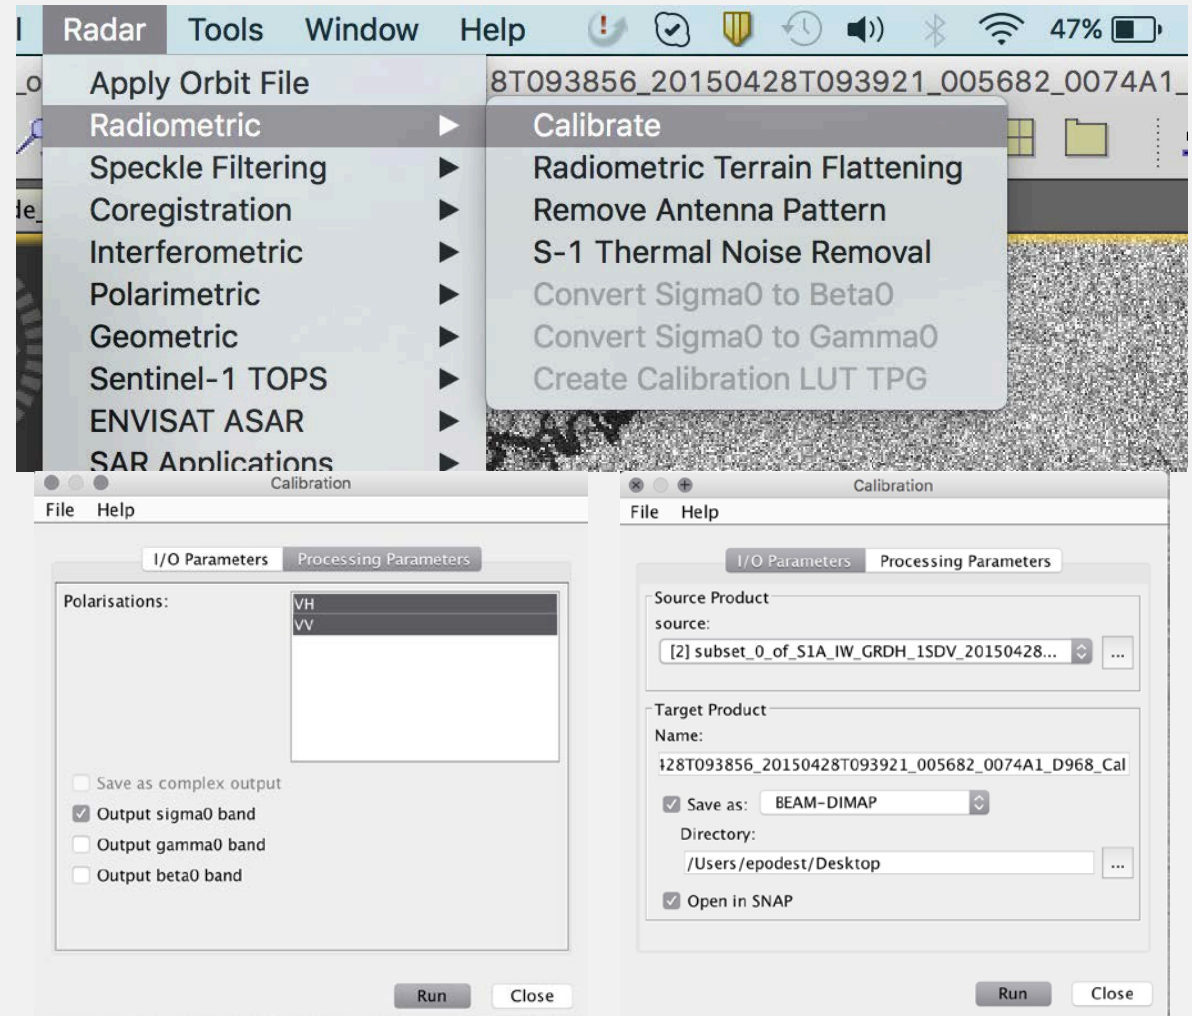 Radar Tools Window Help 47%
Apply Orbit File 8T093856_20150428T093921_005682_0074A1_
Radiometric
Speckle Filtering
Coregistration
Interferometric
Polarimetric
Geometric
Sentinel-1 TOPS
ENVISAT ASAR
SAR Applications
Calibrate
Radiometric Terrain Flattening
Remove Antenna Pattern
S-1 Thermal Noise Removal
Convert Sigma0 to Beta0
Convert Sigma0 to Gamma0
Create Calibration LUT TPG
Calibration
File Help
I/O Parameters Processing Parameters
Polarisations:
VH
VV
Save as complex output
Output sigma0 band
Output gamma0 band
Output beta0 band
Run Close
Calibration
File Help
I/O Parameters Processing Parameters
Source Product
source:
[2] subset_0_of_S1A_IW_GRDH_1SDV_20150428... ...
Target Product
Name:
428T093856_20150428T093921_005682_0074A1_D968_Cal
Save as: BEAM-DIMAP
Directory:
/Users/epodest/Desktop ...
Open in SNAP
Run Close